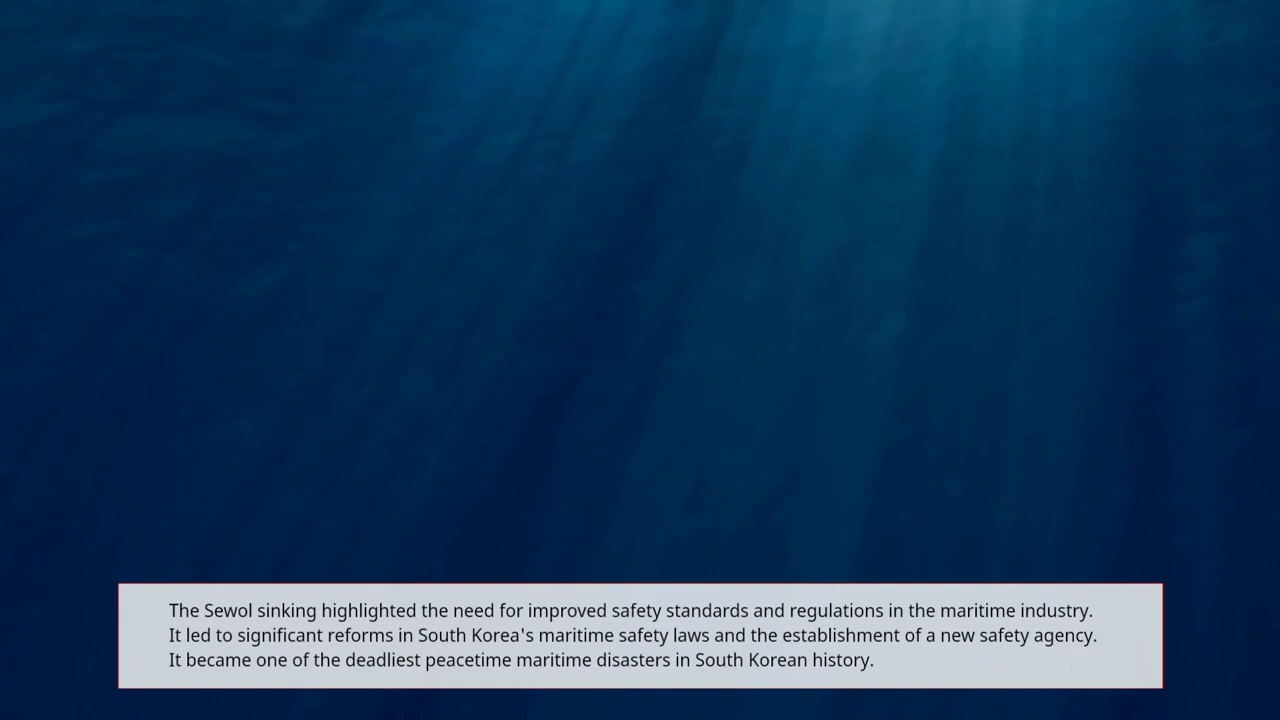 The Sewol sinking highlighted the need for improved safety standards and regulations in the maritime industry.
It led to significant reforms in South Korea's maritime safety laws and the establishment of a new safety agency.
It became one of the deadliest peacetime maritime disasters in South Korean history.